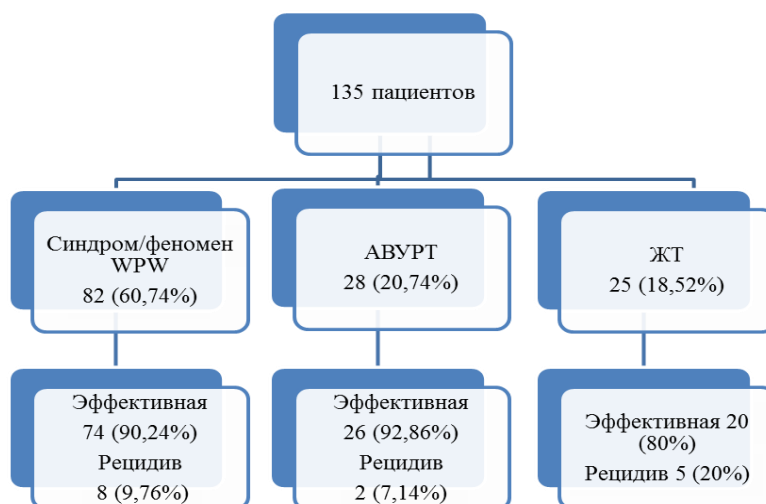 135 пациентов
Синдром/феномен
WPW
82 (60,74%)
АВУРТ
28 (20,74%)
ЖТ
25 (18,52%)
Эффективная
74 (90,24%)
Рецидив
8 (9,76%)
Эффективная
26 (92,86%)
Рецидив
2 (7,14%)
Эффективная 20
(80%)
Рецидив 5 (20%)